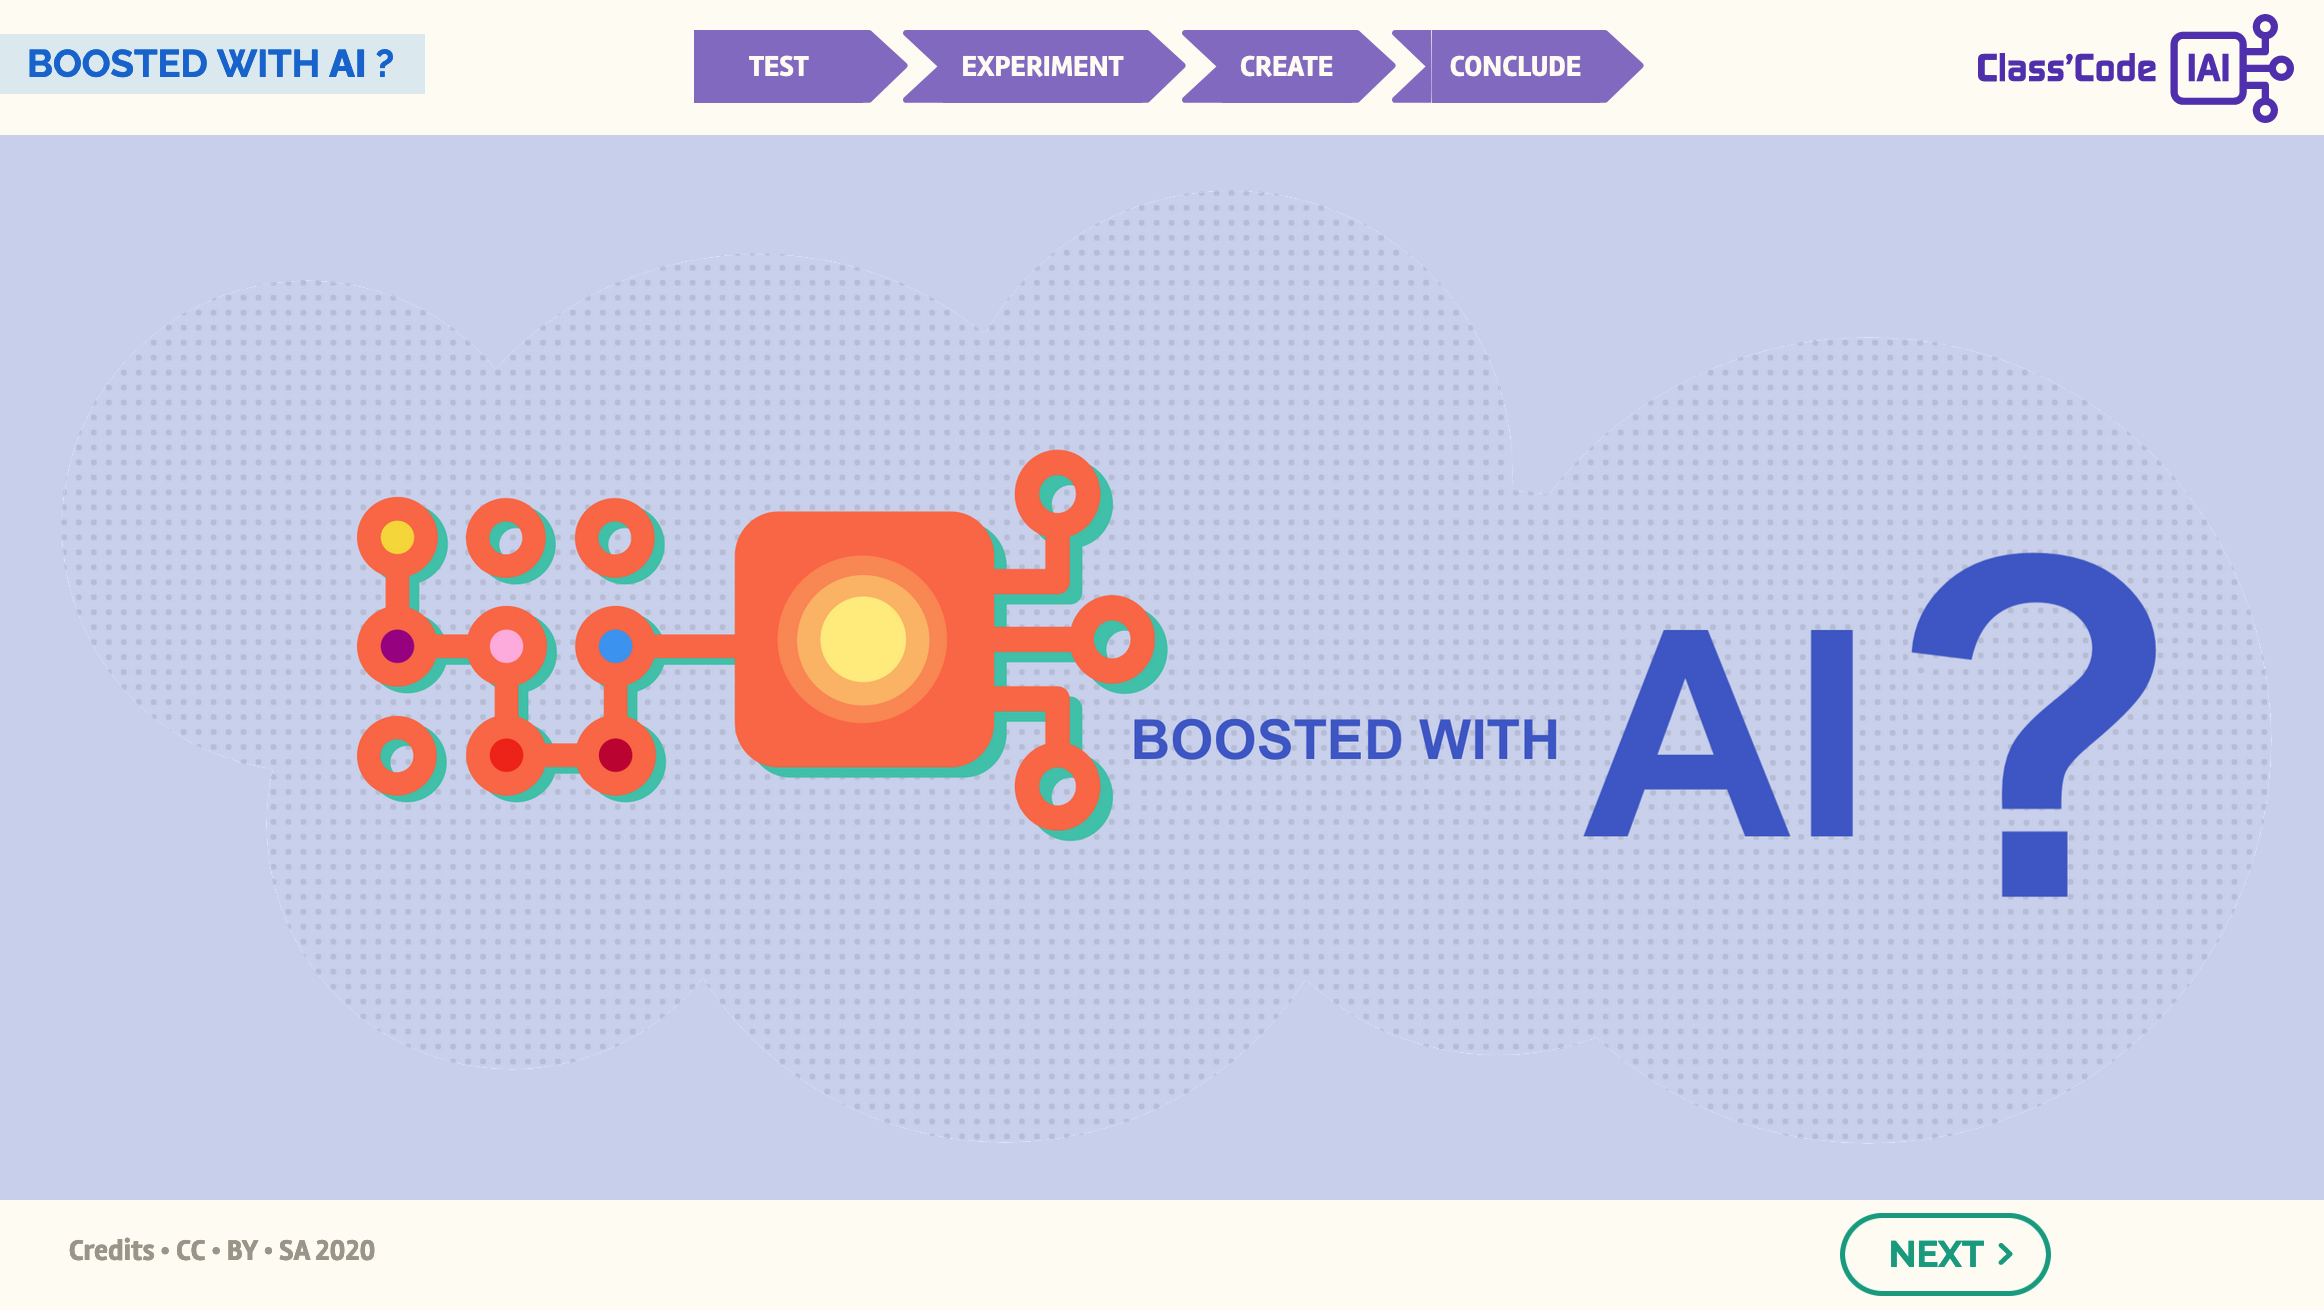 BOOSTED WITH AI ?
TEST
EXPERIMENT
CREATE
CONCLUDE
Class'Code IAI
BOOSTED WITH AI ?
Credits • CC • BY • SA 2020
NEXT >